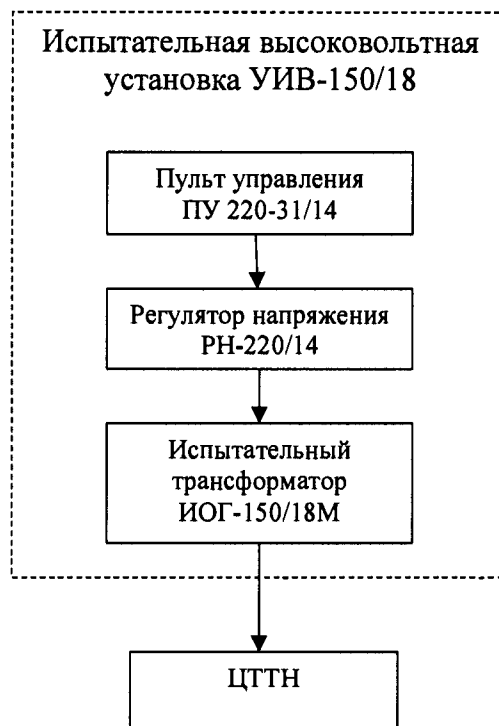 Испытательная высоковольтная
установка УИВ-150/18
Пульт управления
ПУ 220-31/14
Регулятор напряжения
РН-220/14
Испытательный
трансформатор
ИОГ-150/18М
ЦТТН